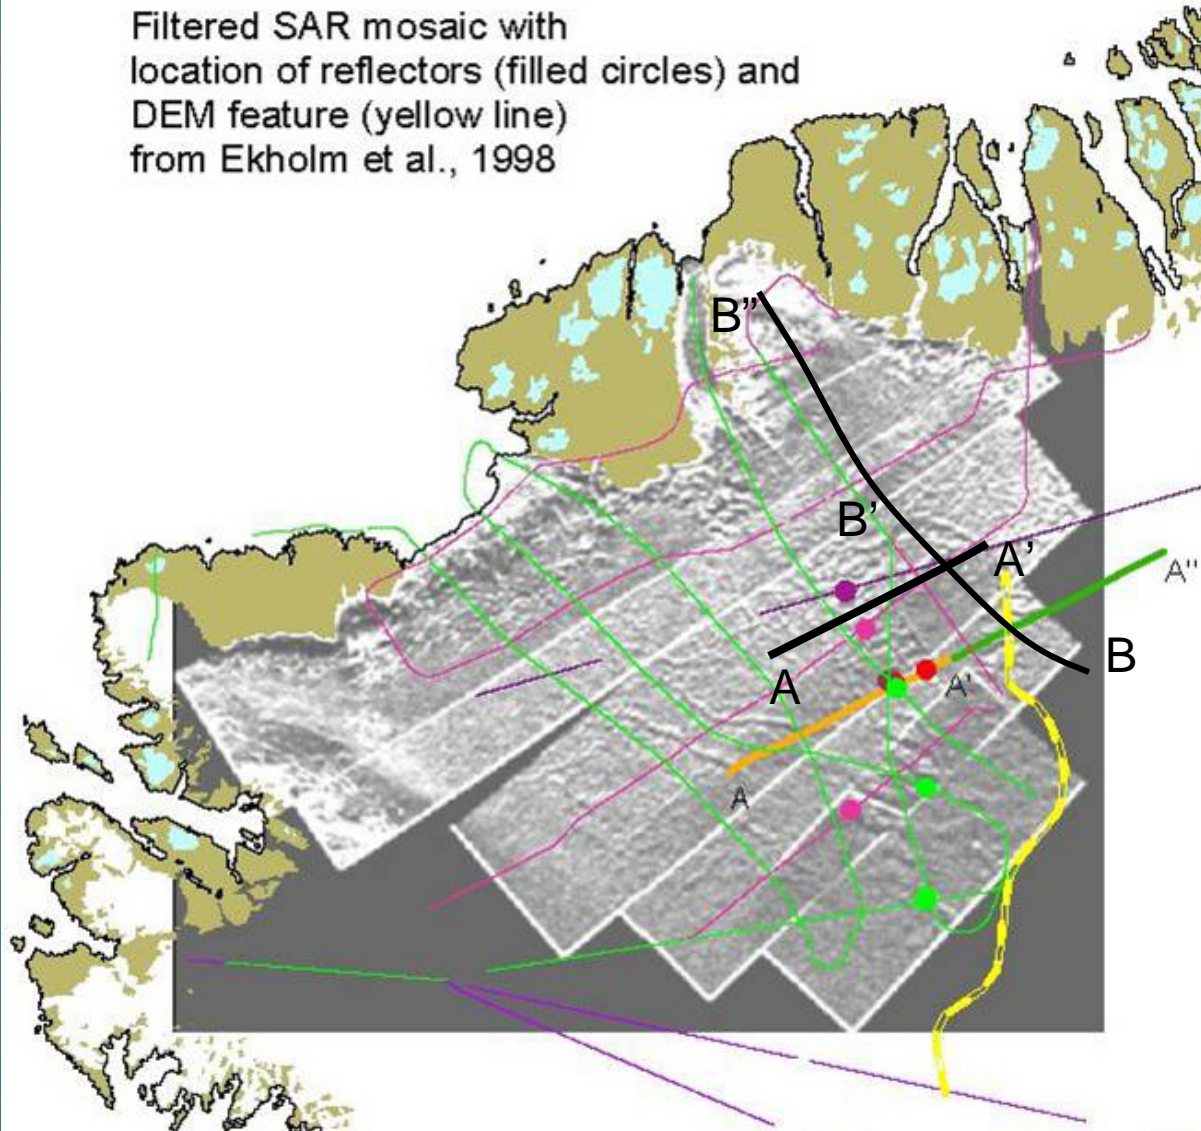 Filtered SAR mosaic with
location of reflectors (filled circles) and
DEM feature (yellow line)
from Ekholm et al., 1998
B”
B’
A’
A"
B
A
A'
A